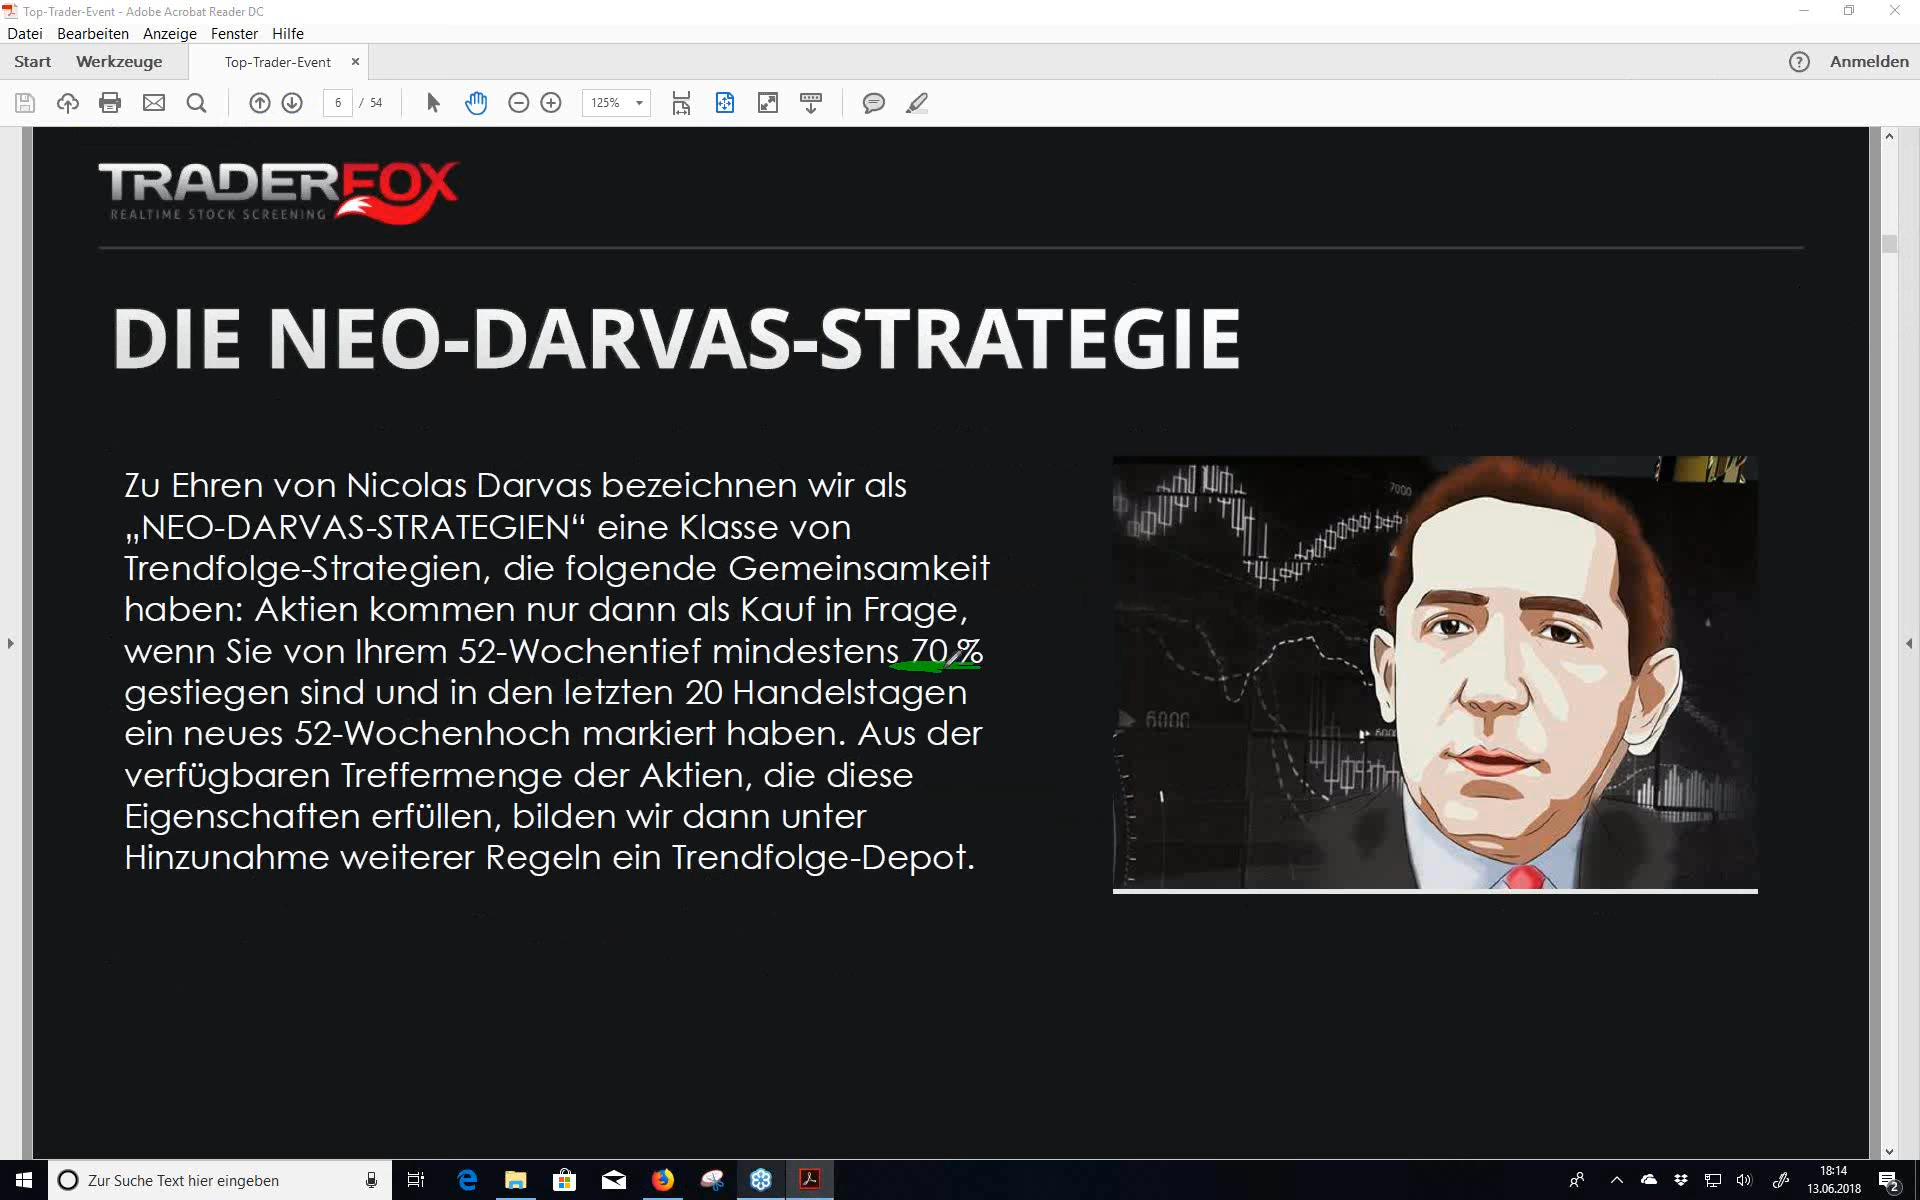 Top-Trader-Event - Adobe Acrobat Reader DC
Datei Bearbeiten Anzeige Fenster Hilfe
Start Werkzeuge Top-Trader-Event Anmelden
6 / 54 125%
TRADERFOX
REALTIME STOCK SCREENING
DIE NEO-DARVAS-STRATEGIE
Zu Ehren von Nicolas Darvas bezeichnen wir als
„NEO-DARVAS-STRATEGIEN“ eine Klasse von
Trendfolge-Strategien, die folgende Gemeinsamkeit
haben: Aktien kommen nur dann als Kauf in Frage,
wenn Sie von Ihrem 52-Wochentief mindestens 70 %
gestiegen sind und in den letzten 20 Handelstagen
ein neues 52-Wochenhoch markiert haben. Aus der
verfügbaren Treffermenge der Aktien, die diese
Eigenschaften erfüllen, bilden wir dann unter
Hinzunahme weiterer Regeln ein Trendfolge-Depot.
7000
6000
Zur Suche Text hier eingeben
18:14
13.06.2018
2